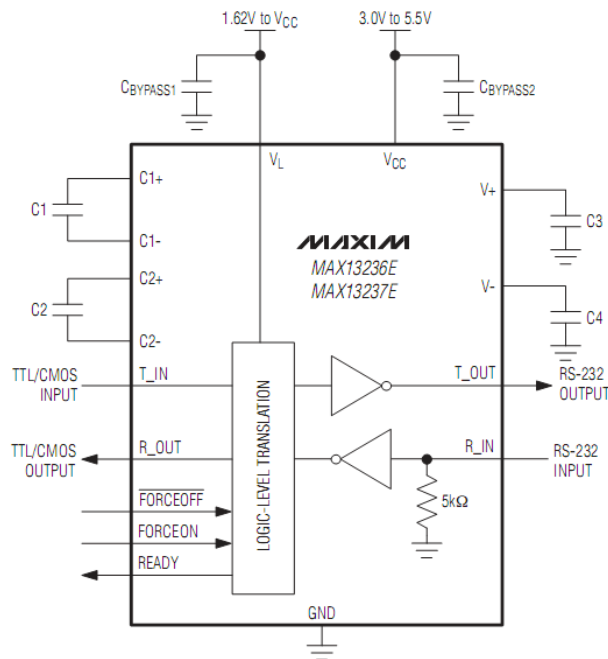 1.62V to VCC
3.0V to 5.5V
CBYPASS1
CBYPASS2
VL
VCC
C1+
V+
C1
C3
C1-
MAXIM
C2+
MAX13236E
MAX13237E
V-
C2
C4
C2-
TTL/CMOS
INPUT
T_IN
T_OUT
RS-232
OUTPUT
LOGIC-LEVEL TRANSLATION
TTL/CMOS
OUTPUT
R_OUT
R_IN
RS-232
INPUT
FORCEOFF
5kΩ
FORCEON
READY
GND